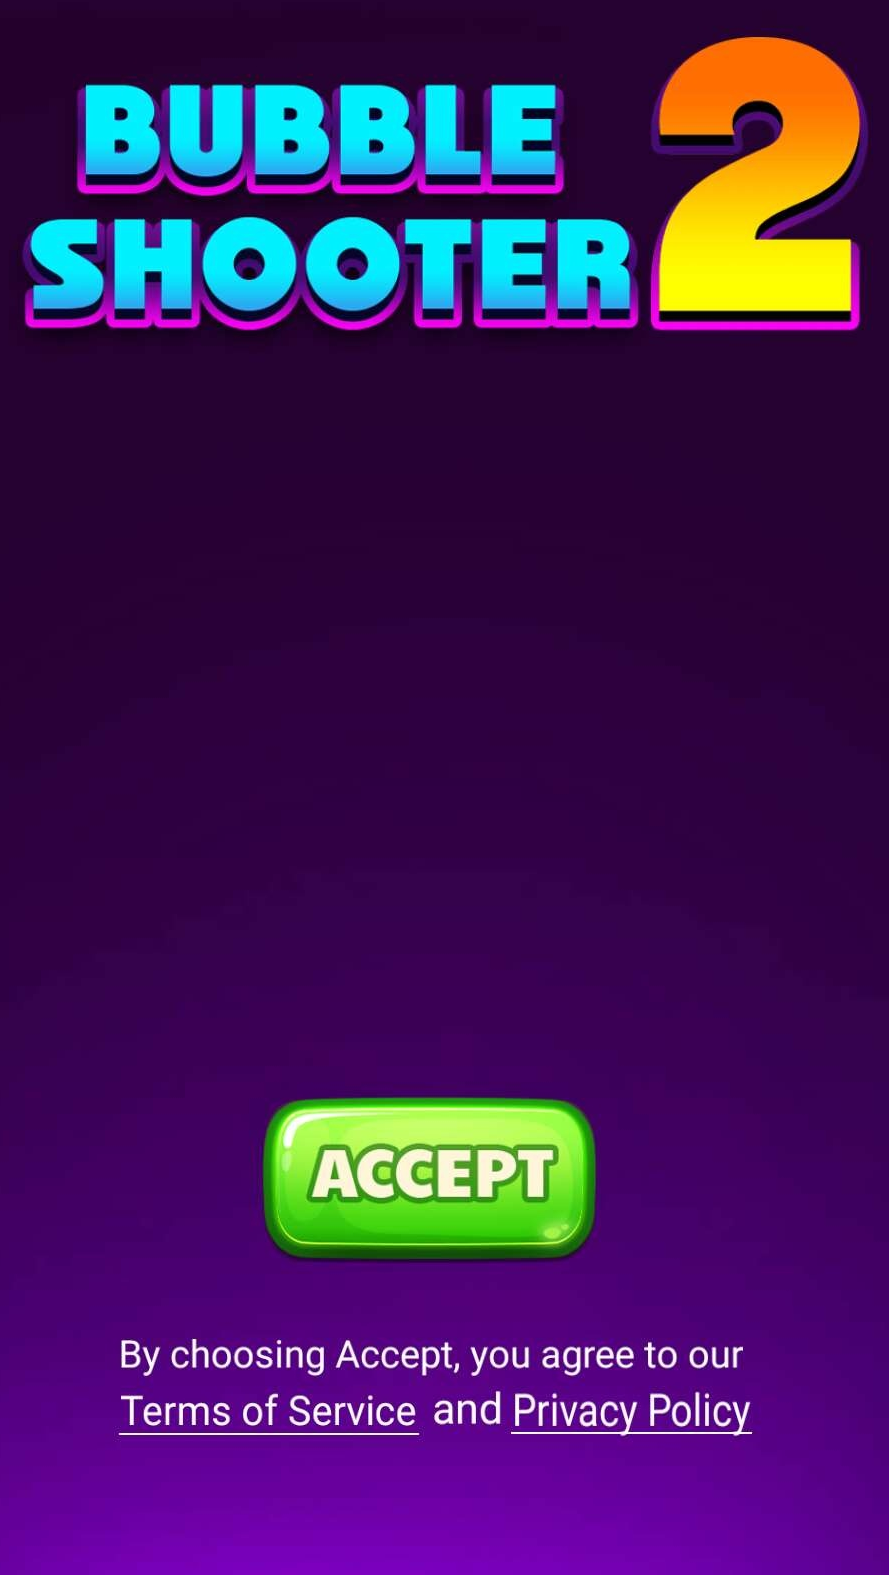 BUBBLE
SHOOTER 2
ACCEPT
By choosing Accept, you agree to our
Terms of Service and Privacy Policy